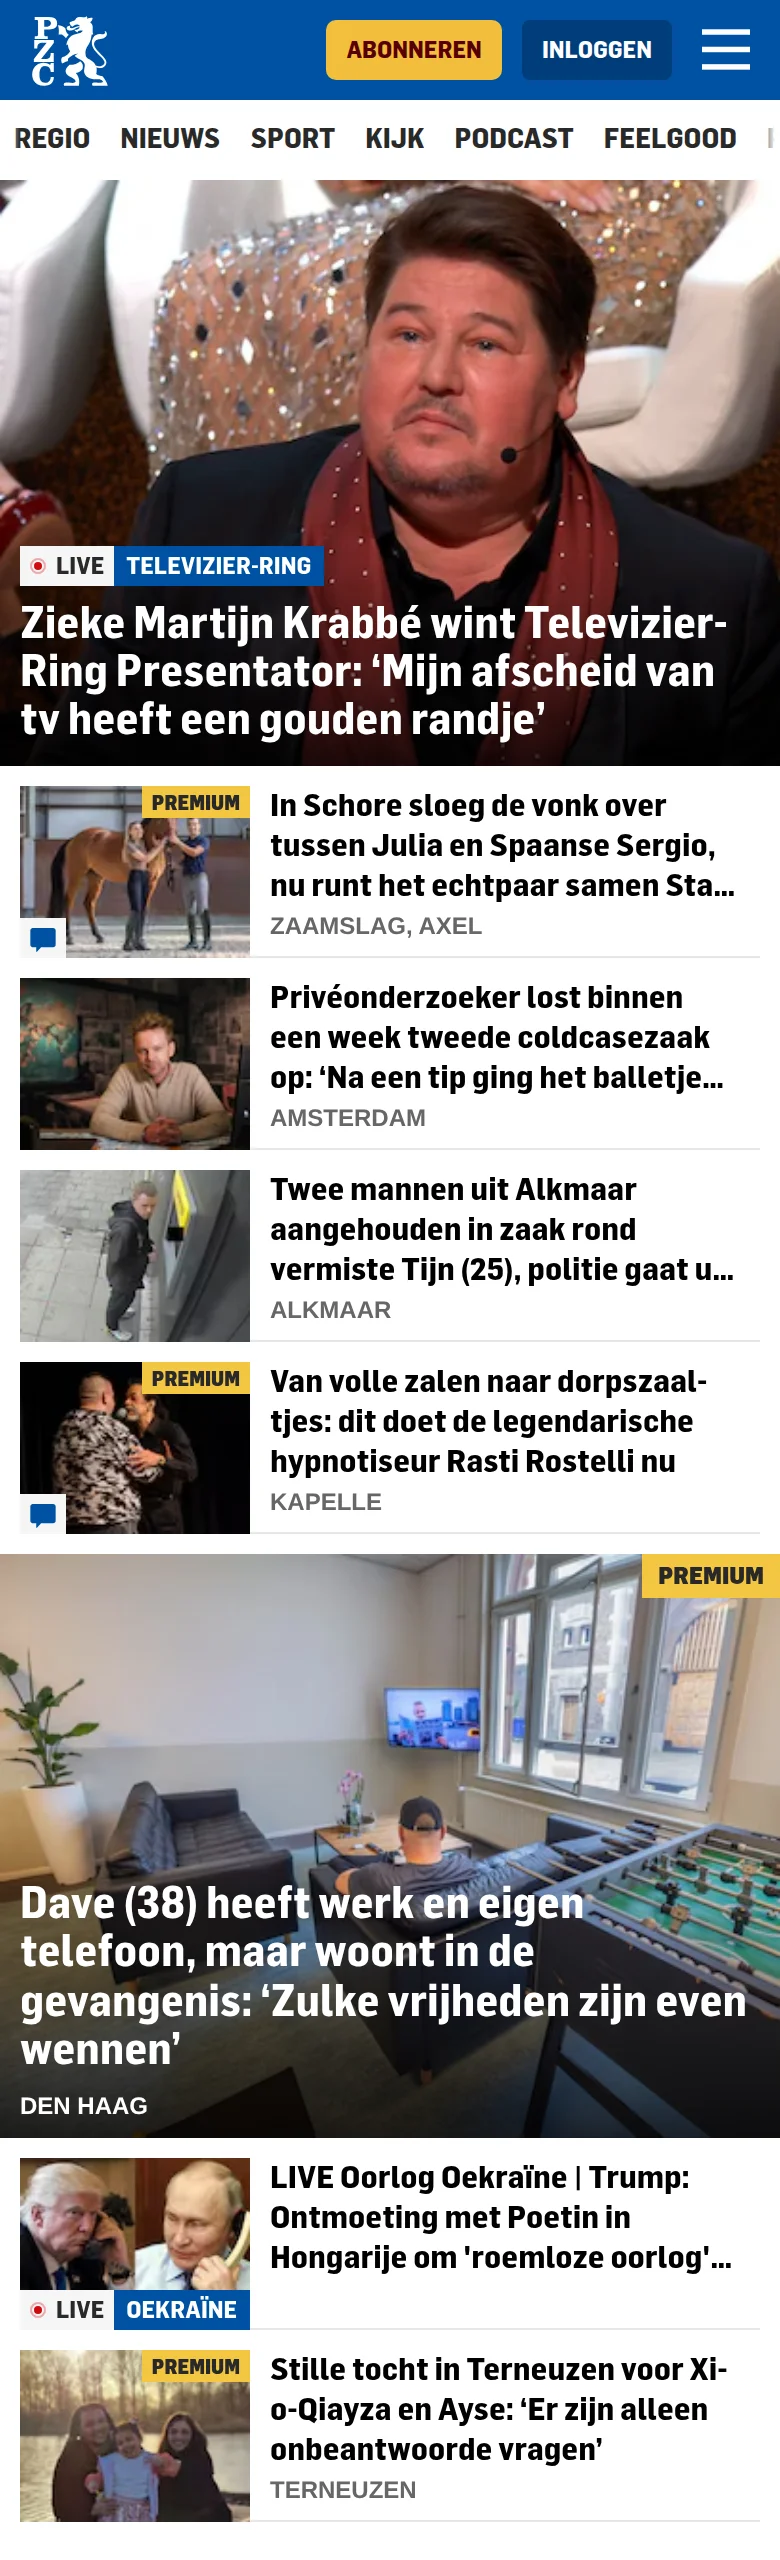 PZC
ABONNEREN
INLOGGEN
REGIO NIEUWS SPORT KIJK PODCAST FEELGOOD
LIVE TELEVIZIER-RING
Zieke Martijn Krabbé wint Televizier-
Ring Presentator: ‘Mijn afscheid van
tv heeft een gouden randje’
PREMIUM
In Schore sloeg de vonk over
tussen Julia en Spaanse Sergio,
nu runt het echtpaar samen Sta...
ZAAMSLAG, AXEL
Privéonderzoeker lost binnen
een week tweede coldcasezaak
op: ‘Na een tip ging het balletje...
AMSTERDAM
Twee mannen uit Alkmaar
aangehouden in zaak rond
vermiste Tijn (25), politie gaat u...
ALKMAAR
PREMIUM
Van volle zalen naar dorpszaal-
tjes: dit doet de legendarische
hypnotiseur Rasti Rostelli nu
KAPELLE
PREMIUM
Dave (38) heeft werk en eigen
telefoon, maar woont in de
gevangenis: ‘Zulke vrijheden zijn even
wennen’
DEN HAAG
LIVE Oorlog Oekraïne | Trump:
Ontmoeting met Poetin in
Hongarije om 'roemloze oorlog'...
LIVE OEKRAÏNE
PREMIUM
Stille tocht in Terneuzen voor Xi-
o-Qiayza en Ayse: ‘Er zijn alleen
onbeantwoorde vragen’
TERNEUZEN